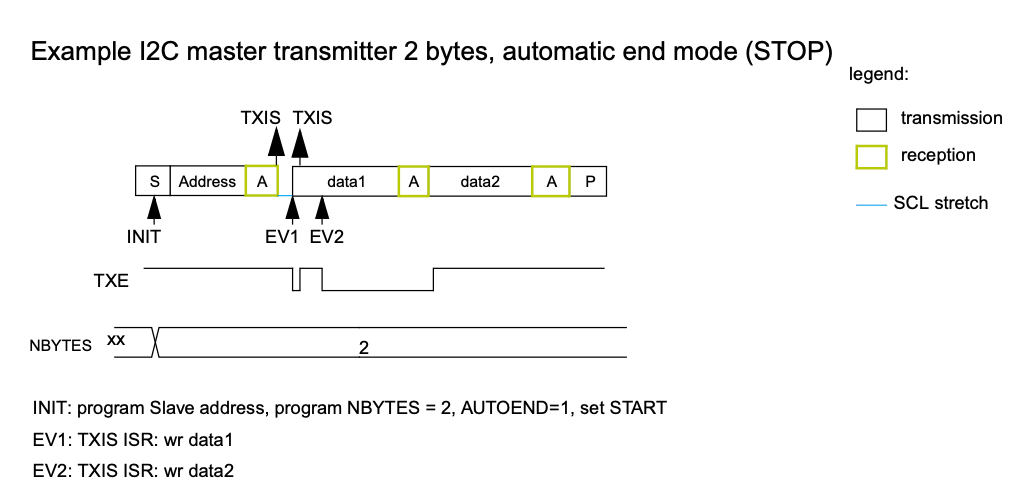 Example I2C master transmitter 2 bytes, automatic end mode (STOP)
legend:
transmission
reception
SCL stretch
TXIS TXIS
S Address A data1 A data2 A P
INIT EV1 EV2
TXE
NBYTES xx 2
INIT: program Slave address, program NBYTES = 2, AUTOEND=1, set START
EV1: TXIS ISR: wr data1
EV2: TXIS ISR: wr data2